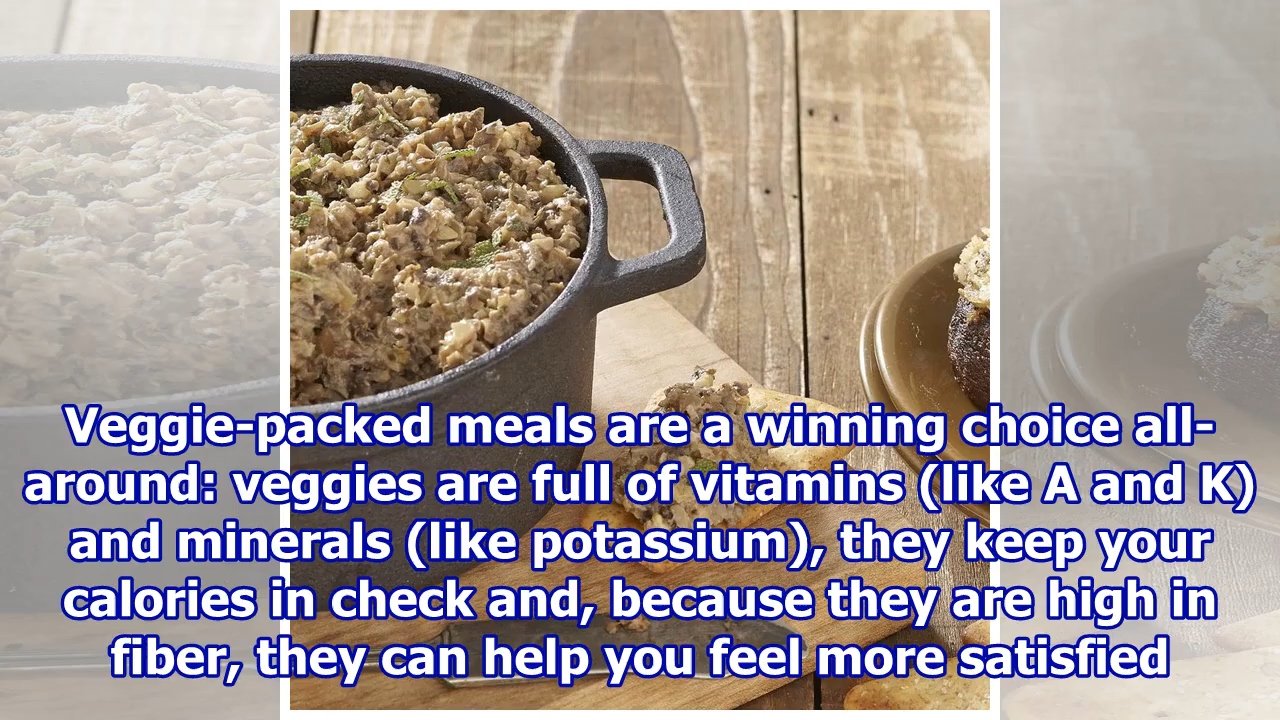 Veggie-packed meals are a winning choice all-
around: veggies are full of vitamins (like A and K)
and minerals (like potassium), they keep your
calories in check and, because they are high in
fiber, they can help you feel more satisfied